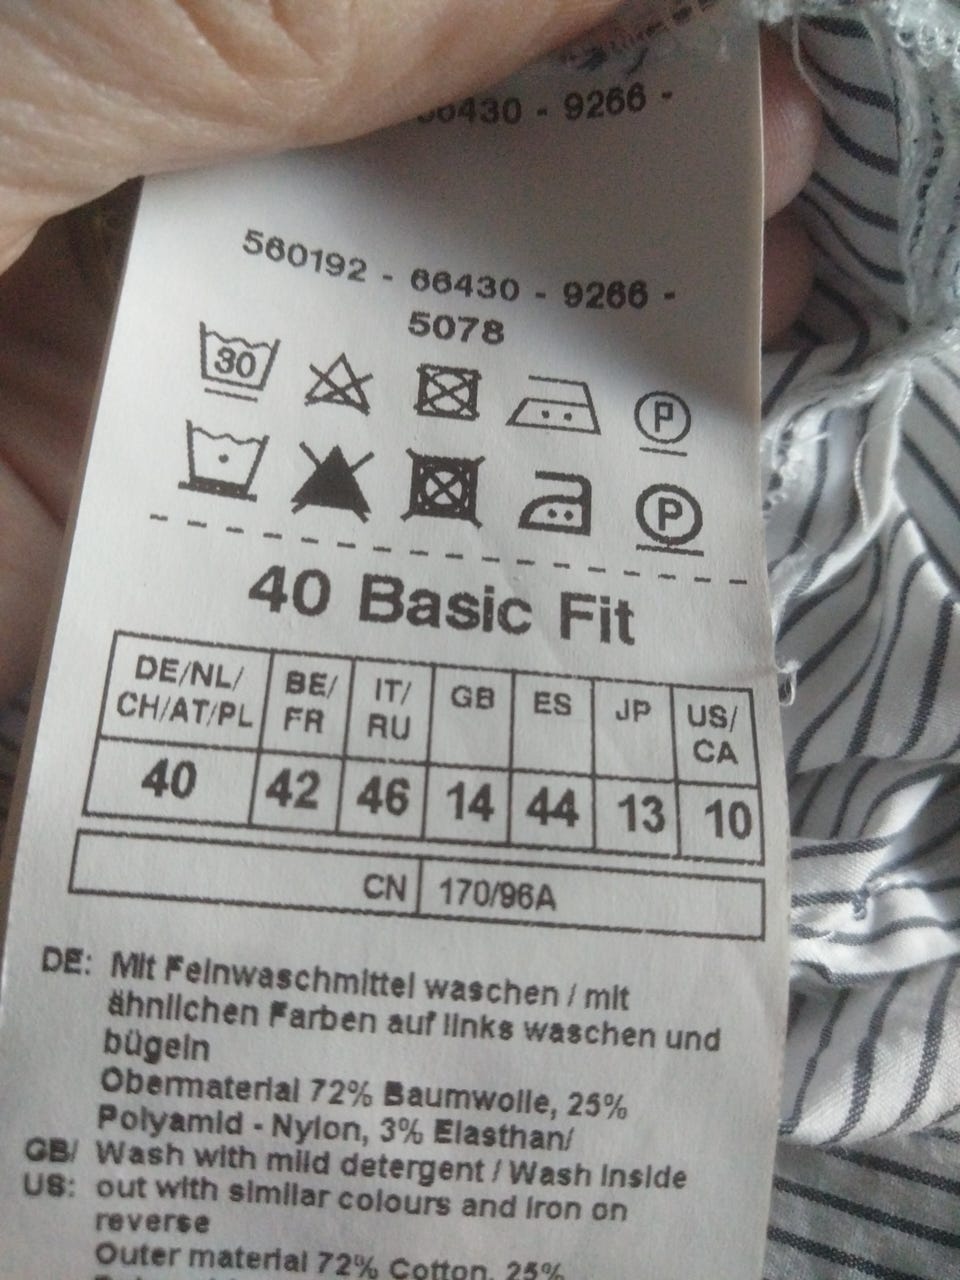 66430 - 9266 -
560192 - 66430 - 9266 -
5078
30
P
P
40 Basic Fit
DE/NL/ CH/AT/PL BE/ FR IT/ RU GB ES JP US/ CA
40 42 46 14 44 13 10
CN 170/96A
DE: Mit Feinwaschmittel waschen / mit
ähnlichen Farben auf links waschen und
bügeln
Obermaterial 72% Baumwolle, 25%
Polyamid - Nylon, 3% Elasthan/
GB/ Wash with mild detergent / Wash inside
US: out with similar colours and iron on
reverse
Outer material 72% Cotton, 25%